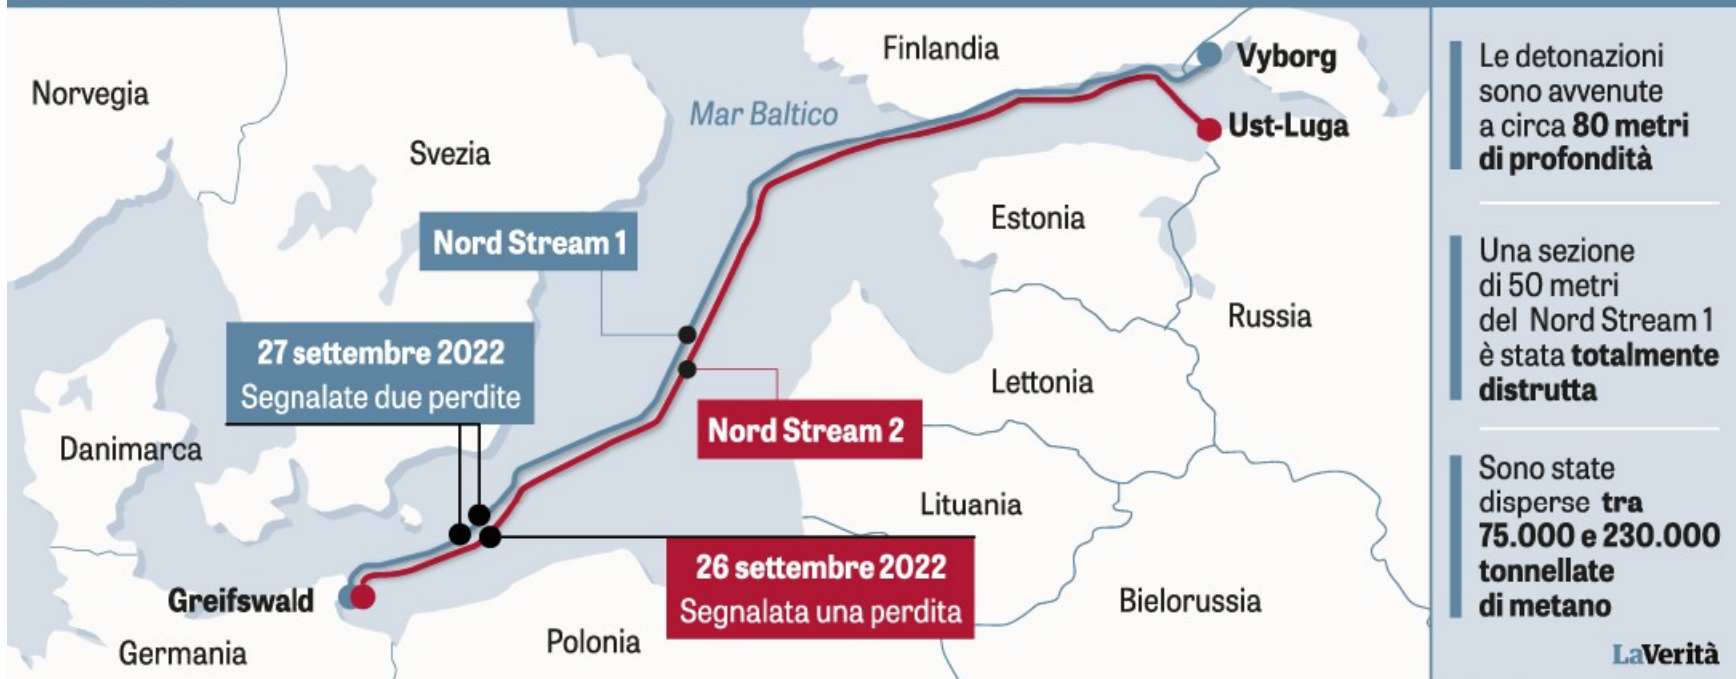 Norvegia
Svezia
Finlandia
Mar Baltico
Vyborg
Ust-Luga
Estonia
Russia
Nord Stream 1
27 settembre 2022
Segnalate due perdite
Nord Stream 2
Lettonia
Danimarca
Lituania
26 settembre 2022
Segnalata una perdita
Greifswald
Germania
Polonia
Bielorussia
Le detonazioni
sono avvenute
a circa 80 metri
di profondità
Una sezione
di 50 metri
del Nord Stream 1
è stata totalmente
distrutta
Sono state
disperse tra
75.000 e 230.000
tonnellate
di metano
LaVerità